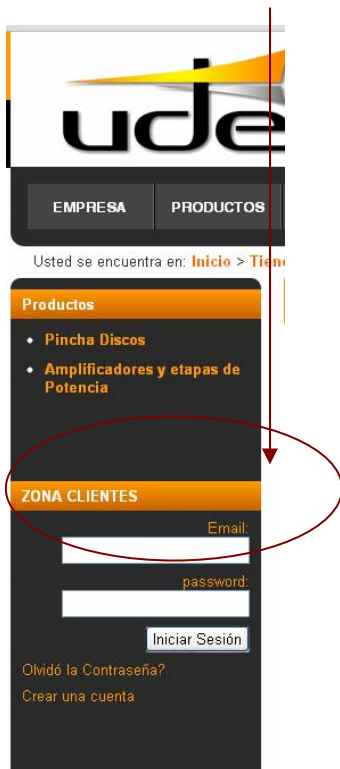 ude
EMPRESA PRODUCTOS
Usted se encuentra en: Inicio > Tien
Productos
• Pincha Discos
• Amplificadores y etapas de
Potencia
ZONA CLIENTES
Email:
password:
Iniciar Sesión
Olvidó la Contraseña?
Crear una cuenta